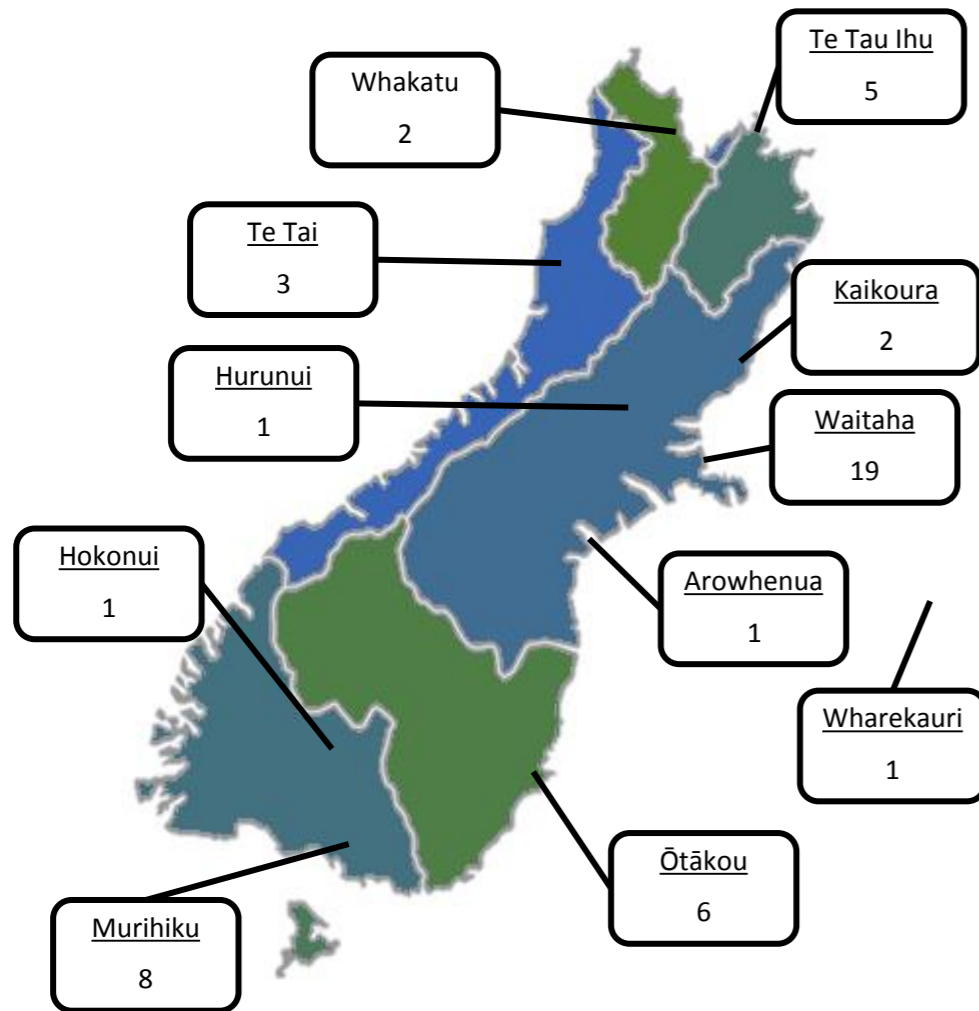 Te Tau Ihu
5
Whakatu
2
Te Tai
3
Kaikoura
2
Hurunui
1
Waitaha
19
Hokonui
1
Arowhenua
1
Wharekauri
1
Ōtākou
6
Murihiku
8